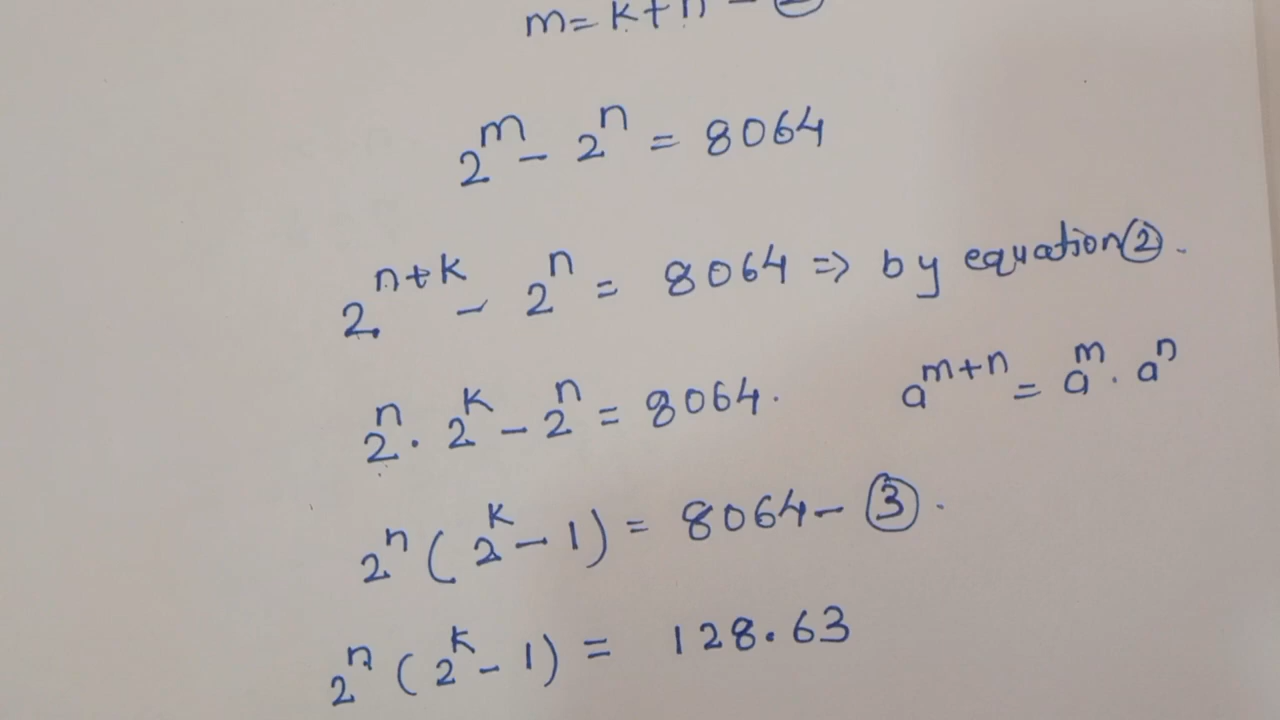 m = k + n - ②
2^m - 2^n = 8064
2^{n+k} - 2^n = 8064 ⇒ by equation ② .
2^n . 2^k - 2^n = 8064 . a^{m+n} = a^m . a^n
2^n ( 2^k - 1 ) = 8064 - ③ .
2^n ( 2^k - 1 ) = 128 . 63